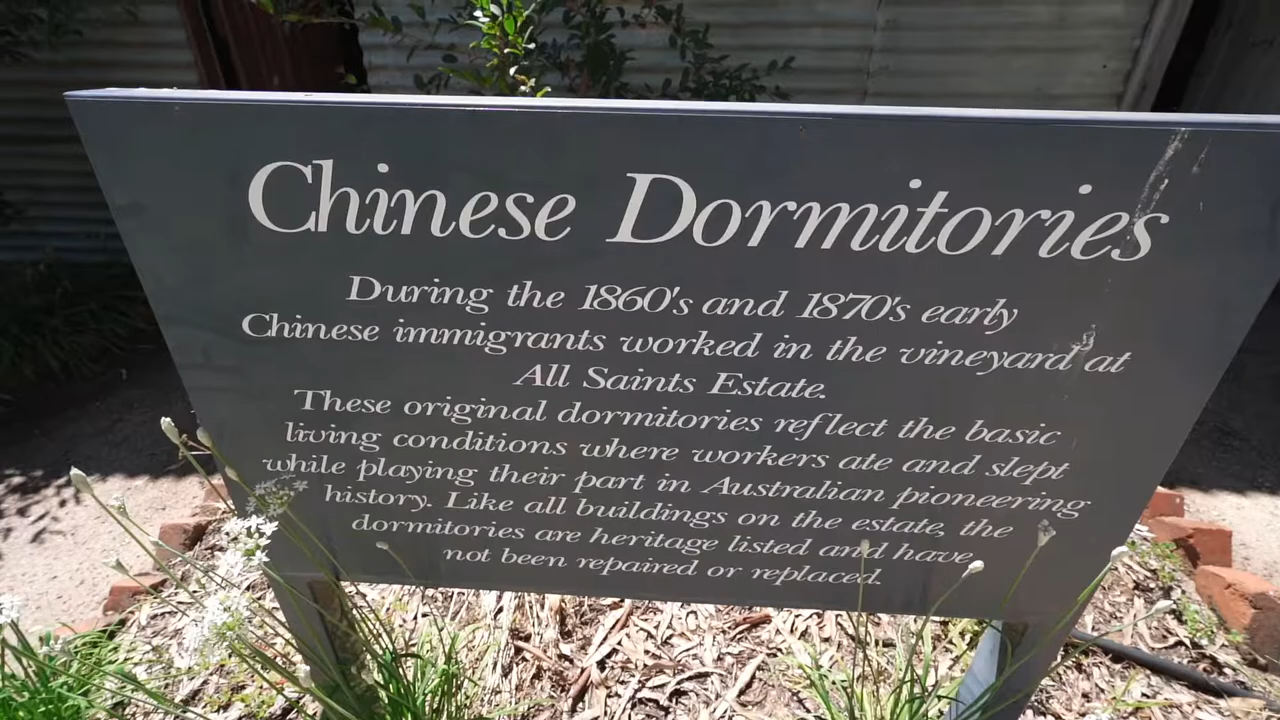 Chinese Dormitories
During the 1860's and 1870's early
Chinese immigrants worked in the vineyard at
All Saints Estate.
These original dormitories reflect the basic
living conditions where workers ate and slept
while playing their part in Australian pioneering
history. Like all buildings on the estate, the
dormitories are heritage listed and have
not been repaired or replaced.